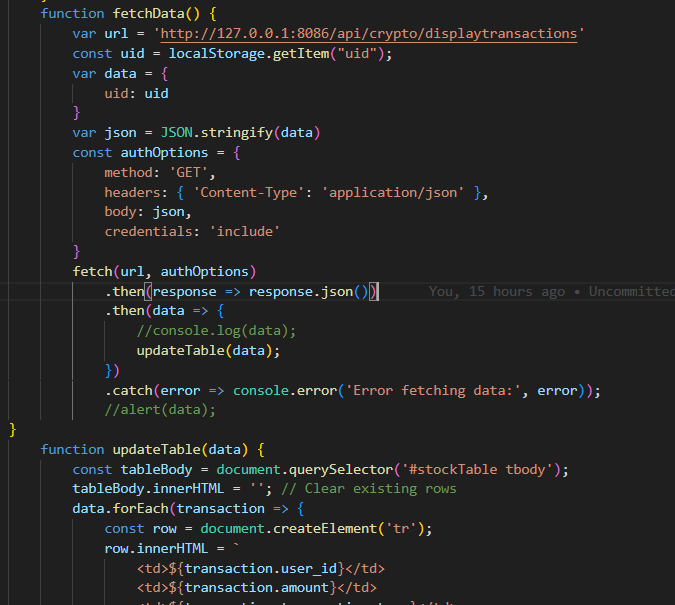 function fetchData() {
var url = 'http://127.0.0.1:8086/api/crypto/displaytransactions'
const uid = localStorage.getItem("uid");
var data = {
uid: uid
}
var json = JSON.stringify(data)
const authOptions = {
method: 'GET',
headers: { 'Content-Type': 'application/json' },
body: json,
credentials: 'include'
}
fetch(url, authOptions)
.then(response => response.json()) You, 15 hours ago • Uncommitted
.then(data => {
//console.log(data);
updateTable(data);
})
.catch(error => console.error('Error fetching data:', error));
//alert(data);
}
function updateTable(data) {
const tableBody = document.querySelector('#stockTable tbody');
tableBody.innerHTML = ''; // Clear existing rows
data.forEach(transaction => {
const row = document.createElement('tr');
row.innerHTML = `
<td>${transaction.user_id}</td>
<td>${transaction.amount}</td>